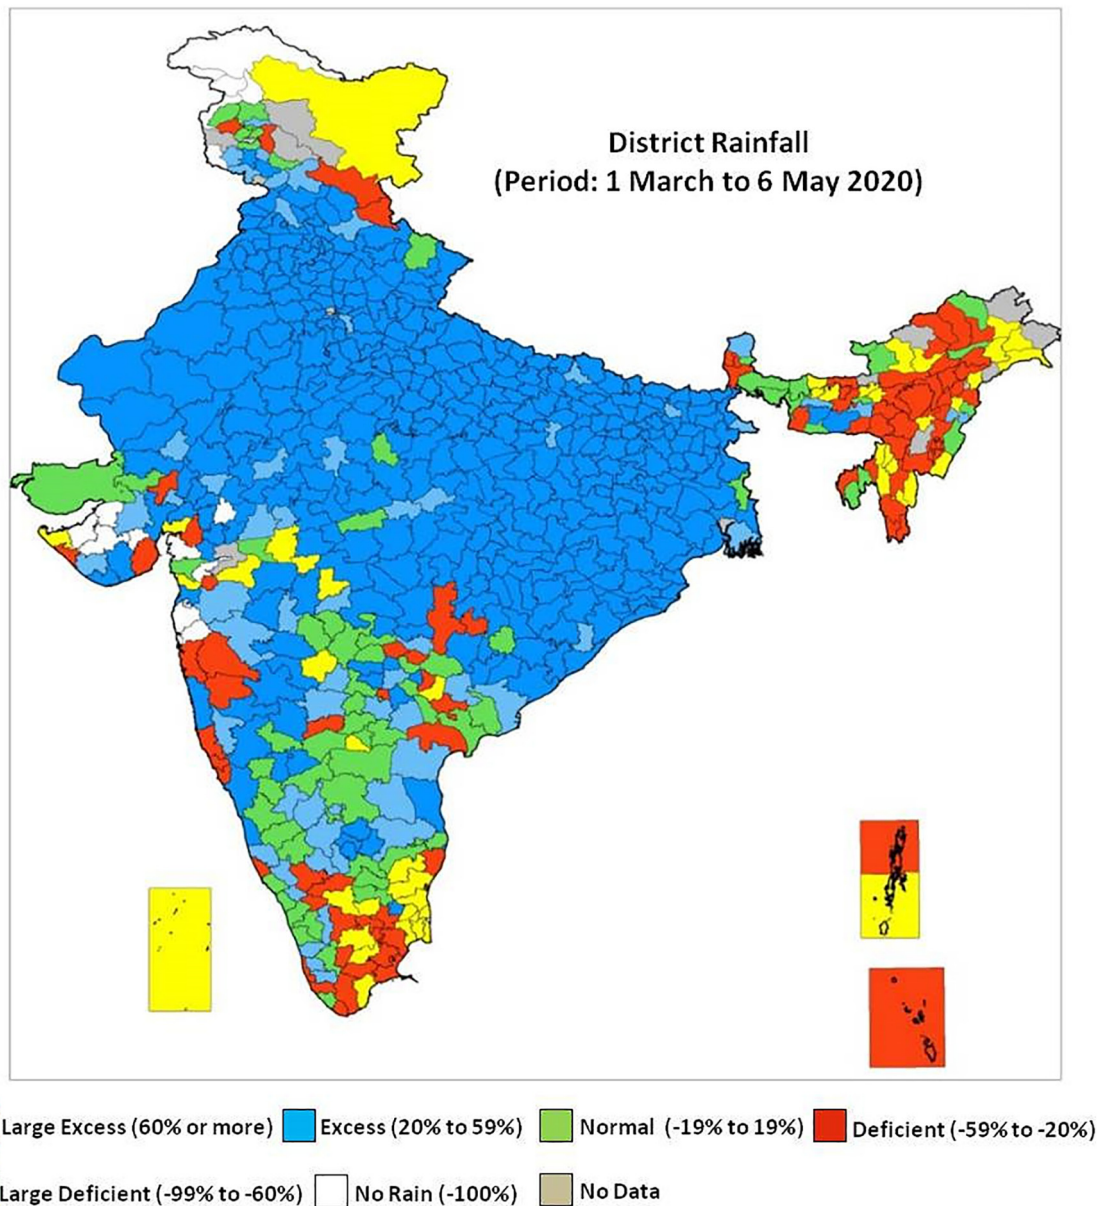 District Rainfall
(Period: 1 March to 6 May 2020)
Large Excess (60% or more) Excess (20% to 59%) Normal (-19% to 19%) Deficient (-59% to -20%)
Large Deficient (-99% to -60%) No Rain (-100%) No Data